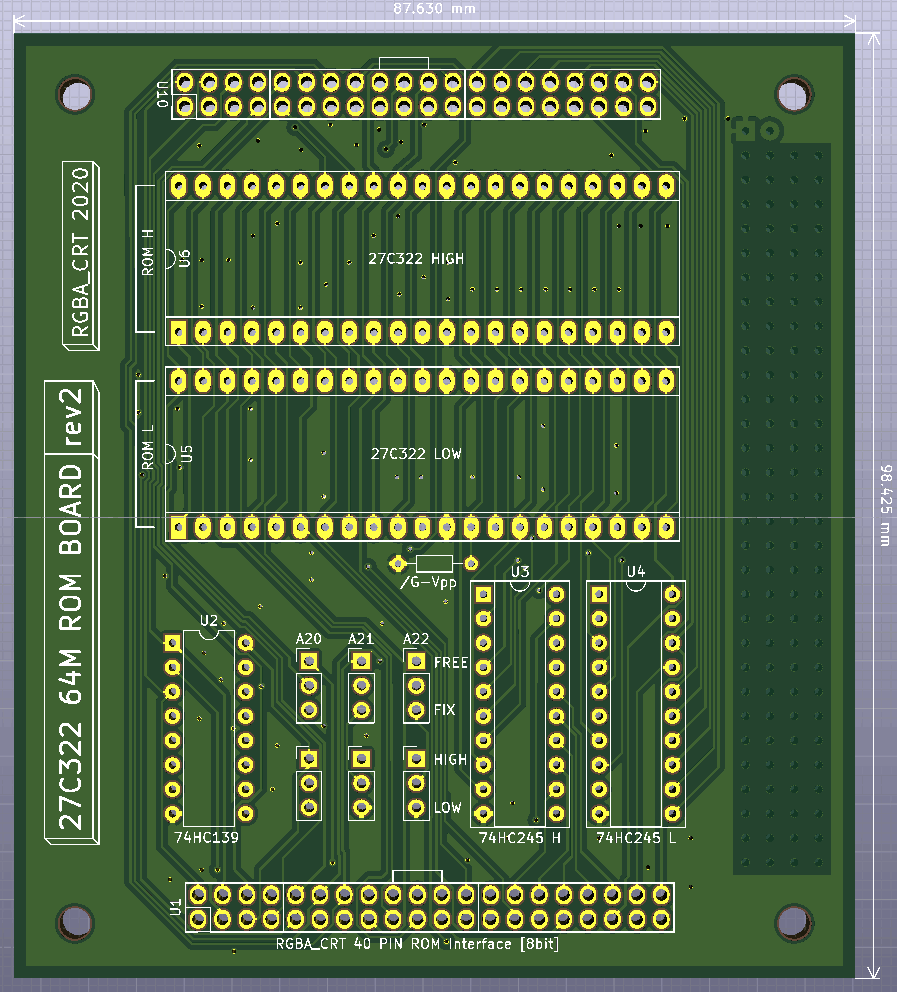 87.630 mm
U10
RGBA_CRT 2020
ROM H
U6
27C322 HIGH
ROM L
U5
27C322 LOW
98.425 mm
27C322 64M ROM BOARD rev2
/G-Vpp
U3
U4
U2
A20
A21
A22
FREE
FIX
HIGH
LOW
74HC139
74HC245 H
74HC245 L
U1
RGBA_CRT 40 PIN ROM Interface [8bit]